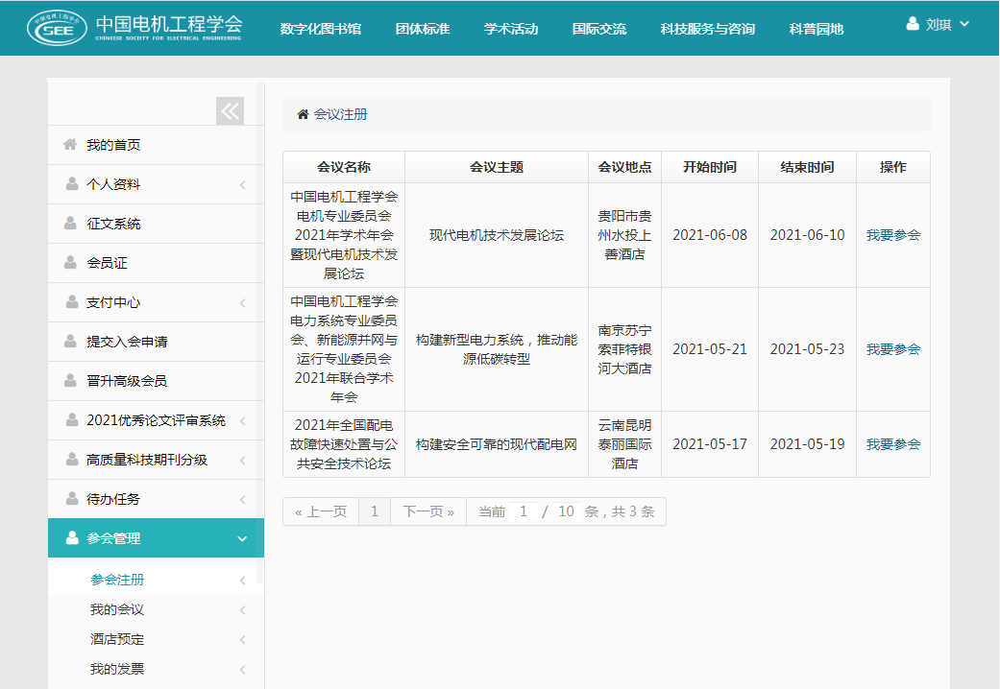 中国电机工程学会
CHINESE SOCIETY FOR ELECTRICAL ENGINEERING
CSEE
数字化图书馆 团体标准 学术活动 国际交流 科技服务与咨询 科普园地
刘琪
我的首页
个人资料
征文系统
会员证
支付中心
提交入会申请
晋升高级会员
2021优秀论文评审系统
高质量科技期刊分级
待办任务
参会管理
参会注册
我的会议
酒店预定
我的发票
会议注册
会议名称 会议主题 会议地点 开始时间 结束时间 操作
中国电机工程学会
电机专业委员会
2021年学术年会
暨现代电机技术发
展论坛
现代电机技术发展论坛
贵阳市贵
州水投上
善酒店
2021-06-08
2021-06-10
我要参会
中国电机工程学会
电力系统专业委员
会、新能源并网与
运行专业委员会
2021年联合学术
年会
构建新型电力系统，推动能
源低碳转型
南京苏宁
索菲特银
河大酒店
2021-05-21
2021-05-23
我要参会
2021年全国配电
故障快速处置与公
共安全技术论坛
构建安全可靠的现代配电网
云南昆明
泰丽国际
酒店
2021-05-17
2021-05-19
我要参会
« 上一页 1 下一页 » 当前 1 / 10 条，共 3 条